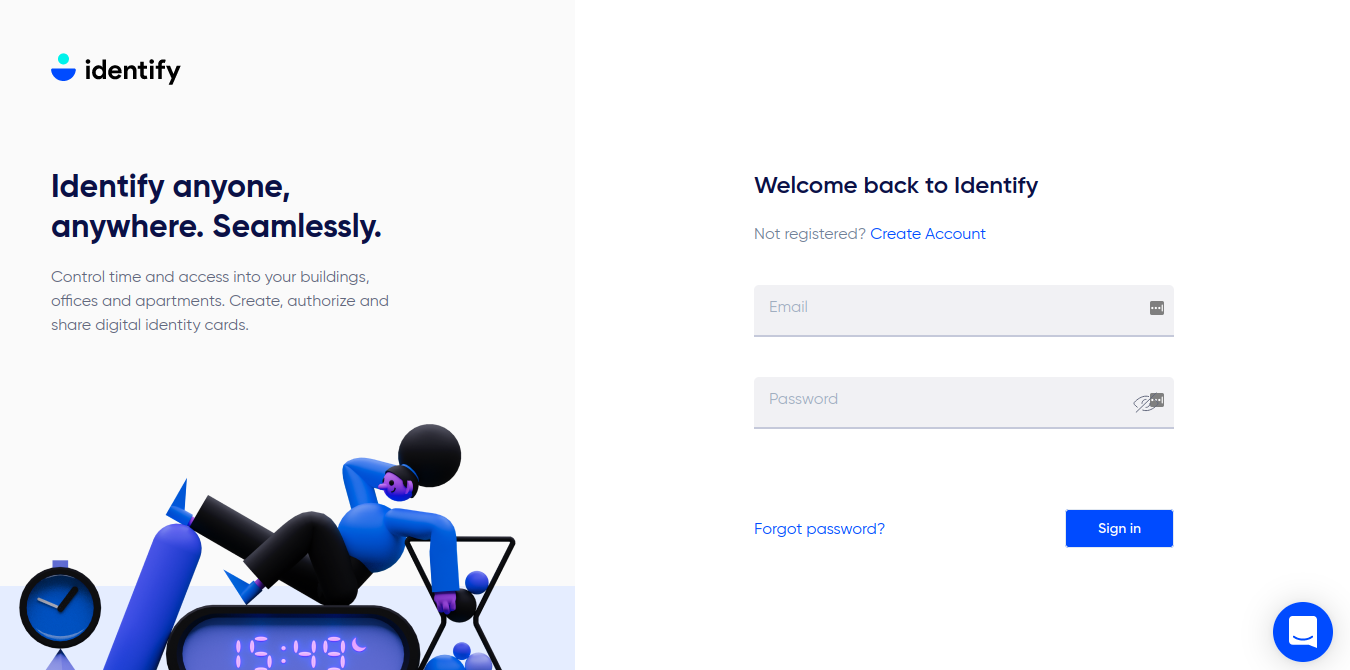 identify
Identify anyone,
anywhere. Seamlessly.
Control time and access into your buildings,
offices and apartments. Create, authorize and
share digital identity cards.
15:49
Welcome back to Identify
Not registered? Create Account
Email
Password
Forgot password?
Sign in